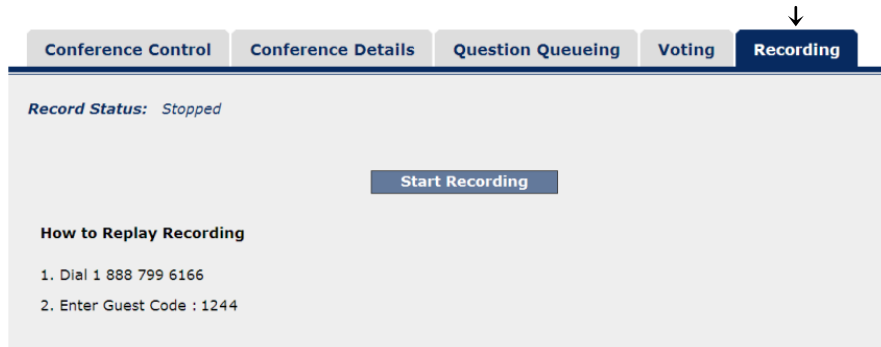 Conference Control Conference Details Question Queueing Voting Recording
Record Status: Stopped
Start Recording
How to Replay Recording
1. Dial 1 888 799 6166
2. Enter Guest Code : 1244